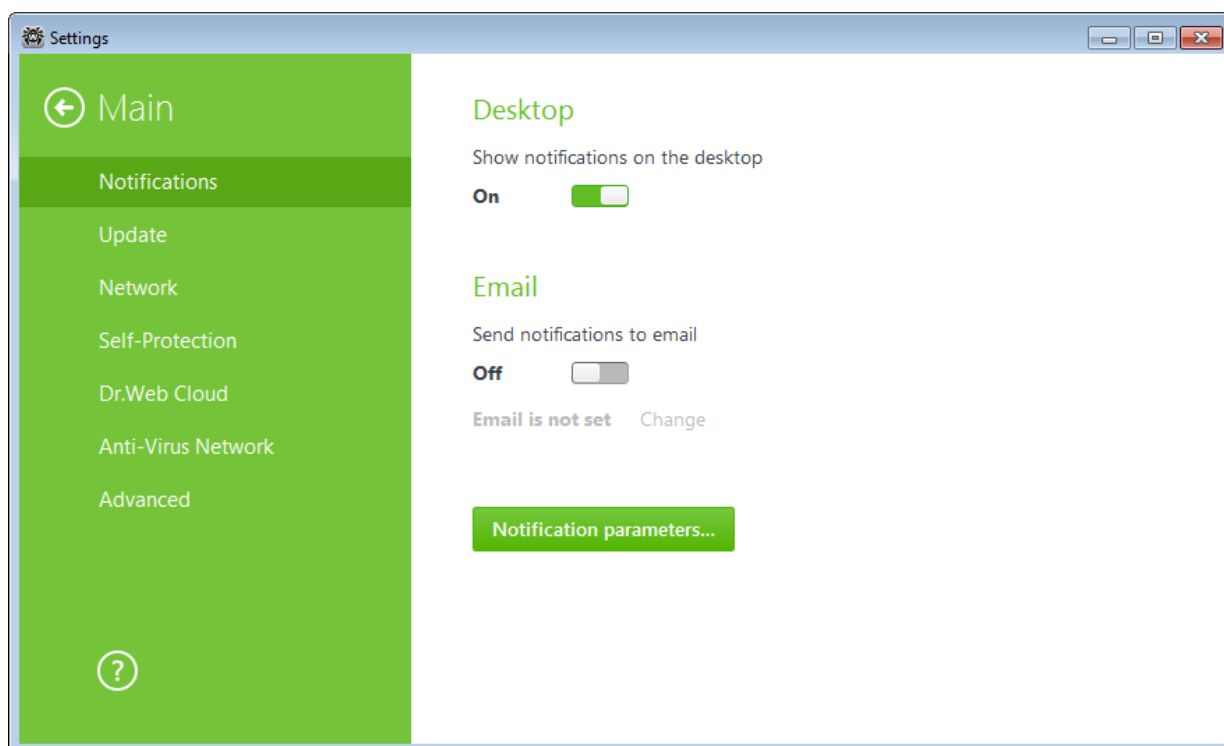 Settings
Main
Notifications
Update
Network
Self-Protection
Dr.Web Cloud
Anti-Virus Network
Advanced
?
Desktop
Show notifications on the desktop
On
Email
Send notifications to email
Off
Email is not set Change
Notification parameters...